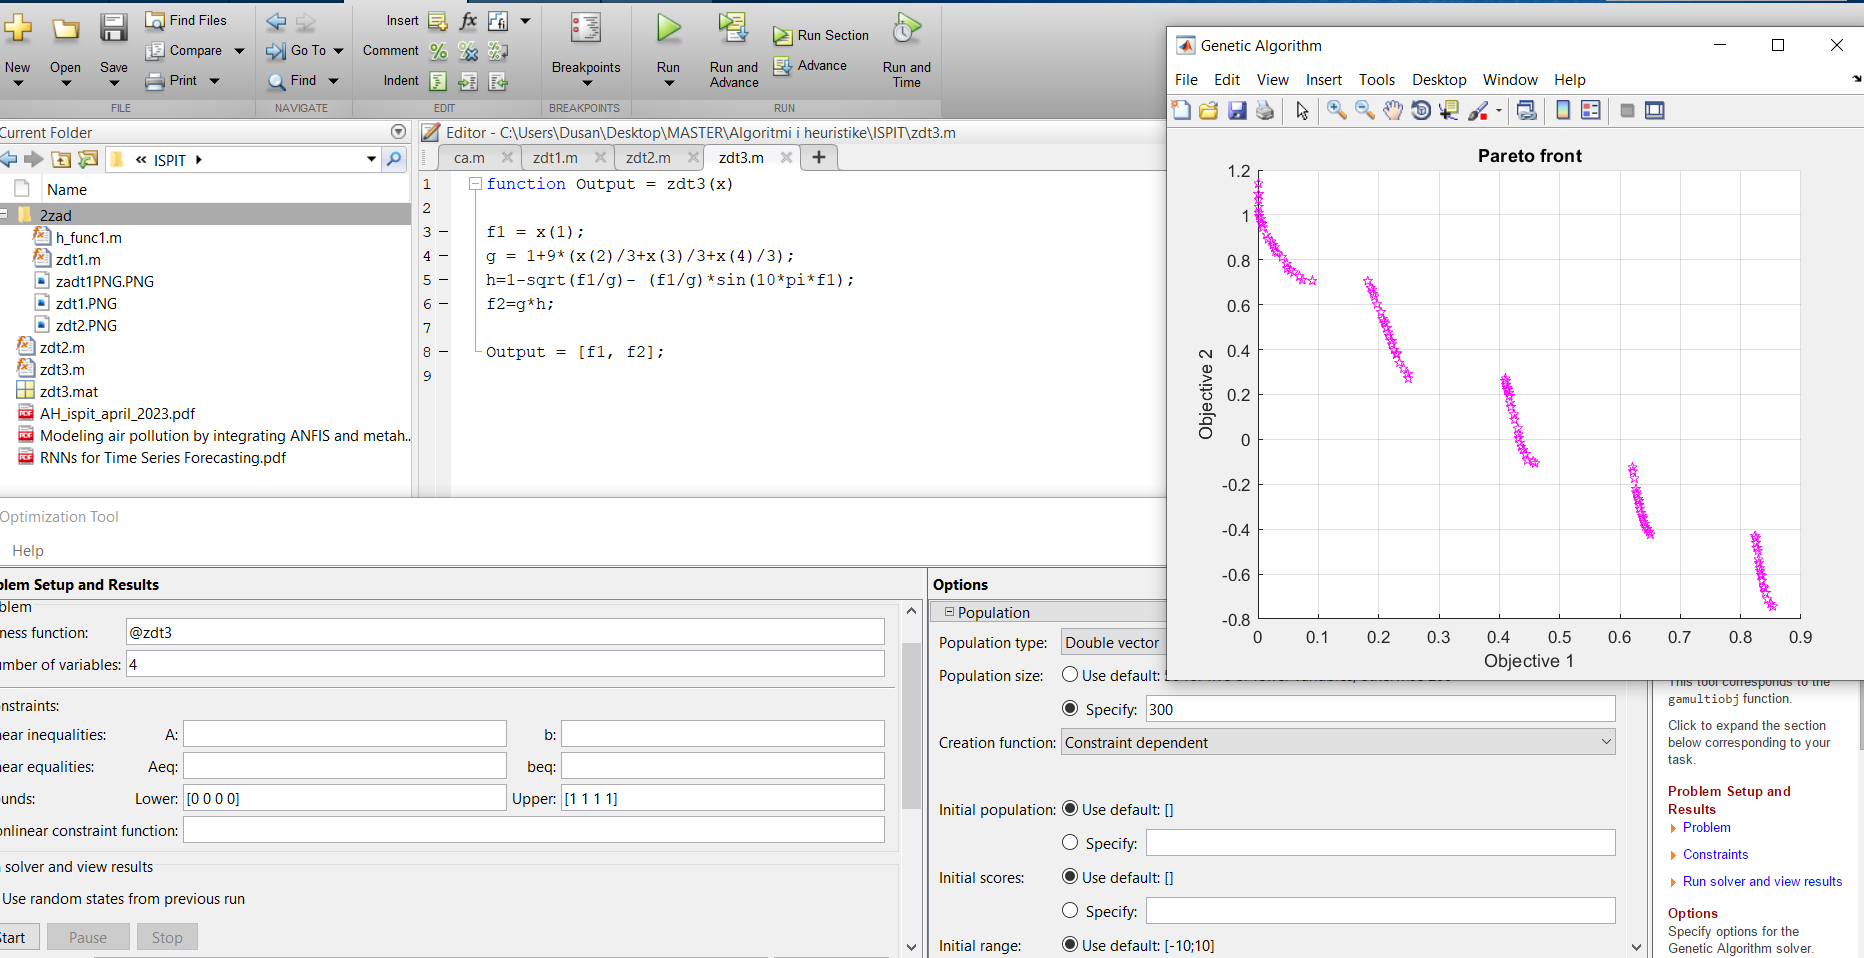 Find Files
Insert
fx
fi
Compare
Go To
Comment
Run Section
New
Open
Save
Breakpoints
Run
Run and
Advance
Advance
Run and
Time
Print
Find
Indent
FILE
NAVIGATE
EDIT
BREAKPOINTS
RUN
Current Folder
« ISPIT
Name
2zad
h_func1.m
zdt1.m
zadt1PNG.PNG
zdt1.PNG
zdt2.PNG
zdt2.m
zdt3.m
zdt3.mat
AH_ispit_april_2023.pdf
Modeling air pollution by integrating ANFIS and metah...
RNNs for Time Series Forecasting.pdf
Editor - C:\Users\Dusan\Desktop\MASTER\Algoritmi i heuristike\ISPIT\zdt3.m
ca.m
zdt1.m
zdt2.m
zdt3.m
1 function Output = zdt3(x)
2
3 f1 = x(1);
4 g = 1+9*(x(2)/3+x(3)/3+x(4)/3);
5 h=1-sqrt(f1/g)- (f1/g)*sin(10*pi*f1);
6 f2=g*h;
7
8 Output = [f1, f2];
9
Genetic Algorithm
File Edit View Insert Tools Desktop Window Help
Pareto front
1.2
1
0.8
0.6
0.4
0.2
0
-0.2
-0.4
-0.6
-0.8
Objective 2
0 0.1 0.2 0.3 0.4 0.5 0.6 0.7 0.8 0.9
Objective 1
Optimization Tool
Help
blem Setup and Results
blem
ness function: @zdt3
umber of variables: 4
nstraints:
ear inequalities: A: b:
ear equalities: Aeq: beq:
unds: Lower: [0 0 0 0] Upper: [1 1 1 1]
onlinear constraint function:
solver and view results
Use random states from previous run
tart
Pause
Stop
Options
Population
Population type: Double vector
Population size: Use default:
Specify: 300
Creation function: Constraint dependent
Initial population: Use default: []
Specify:
Initial scores: Use default: []
Specify:
Initial range: Use default: [-10;10]
This tool corresponds to the
gamultiobj function.
Click to expand the section
below corresponding to your
task.
Problem Setup and
Results
Problem
Constraints
Run solver and view results
Options
Specify options for the
Genetic Algorithm solver.